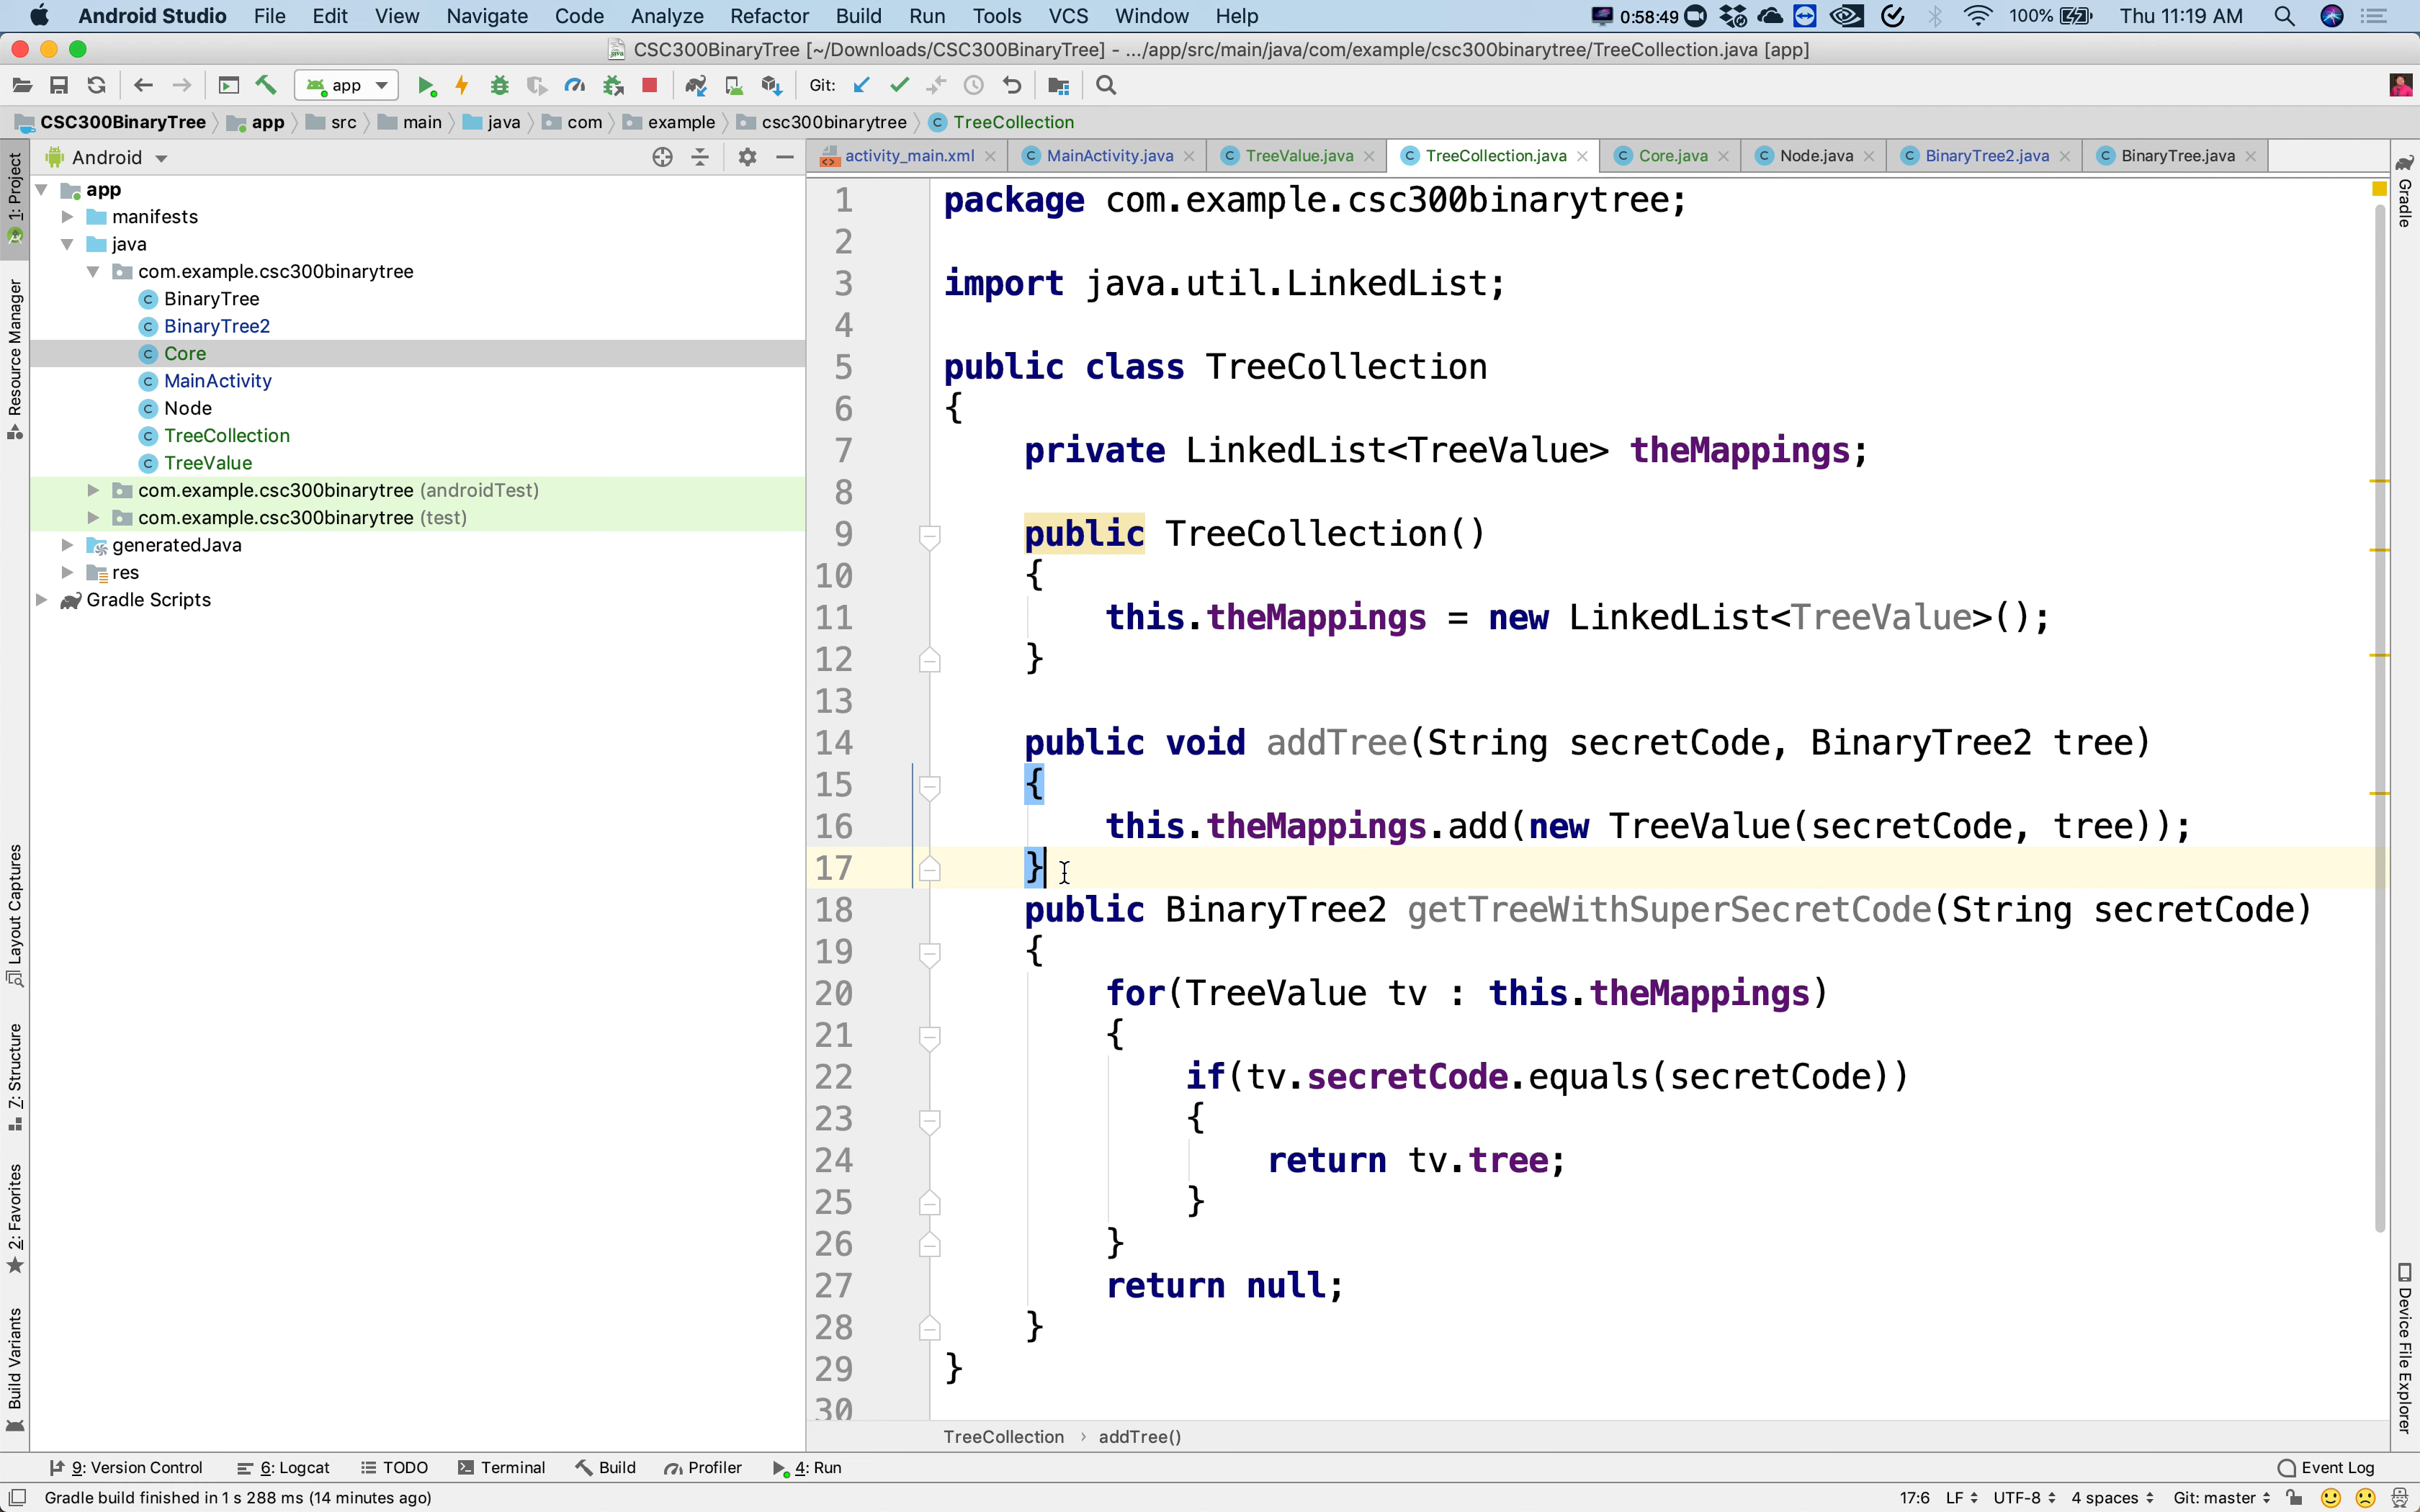 Android Studio File Edit View Navigate Code Analyze Refactor Build Run Tools VCS Window Help 0:58:49 100% Thu 11:19 AM
CSC300BinaryTree [~/Downloads/CSC300BinaryTree] - .../app/src/main/java/com/example/csc300binarytree/TreeCollection.java [app]
app Git:
CSC300BinaryTree app src main java com example csc300binarytree TreeCollection
Android
activity_main.xml MainActivity.java TreeValue.java TreeCollection.java Core.java Node.java BinaryTree2.java BinaryTree.java
1: Project
Resource Manager
Layout Captures
7: Structure
2: Favorites
Build Variants
app
manifests
java
com.example.csc300binarytree
BinaryTree
BinaryTree2
Core
MainActivity
Node
TreeCollection
TreeValue
com.example.csc300binarytree (androidTest)
com.example.csc300binarytree (test)
generatedJava
res
Gradle Scripts
1 package com.example.csc300binarytree;
2
3 import java.util.LinkedList;
4
5 public class TreeCollection
6 {
7 private LinkedList<TreeValue> theMappings;
8
9 public TreeCollection()
10 {
11 this.theMappings = new LinkedList<TreeValue>();
12 }
13
14 public void addTree(String secretCode, BinaryTree2 tree)
15 {
16 this.theMappings.add(new TreeValue(secretCode, tree));
17 }
18 public BinaryTree2 getTreeWithSuperSecretCode(String secretCode)
19 {
20 for(TreeValue tv : this.theMappings)
21 {
22 if(tv.secretCode.equals(secretCode))
23 {
24 return tv.tree;
25 }
26 }
27 return null;
28 }
29 }
30
Gradle
Device File Explorer
TreeCollection › addTree()
9: Version Control 6: Logcat TODO Terminal Build Profiler 4: Run Event Log
Gradle build finished in 1 s 288 ms (14 minutes ago) 17:6 LF UTF-8 4 spaces Git: master